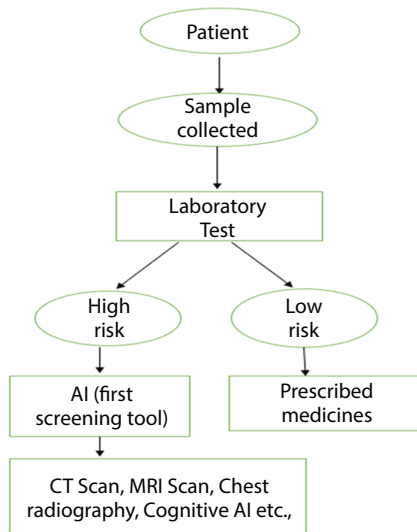 Patient
Sample
collected
Laboratory
Test
High
risk
Low
risk
AI (first
screening tool)
Prescribed
medicines
CT Scan, MRI Scan, Chest
radiography, Cognitive AI etc.,